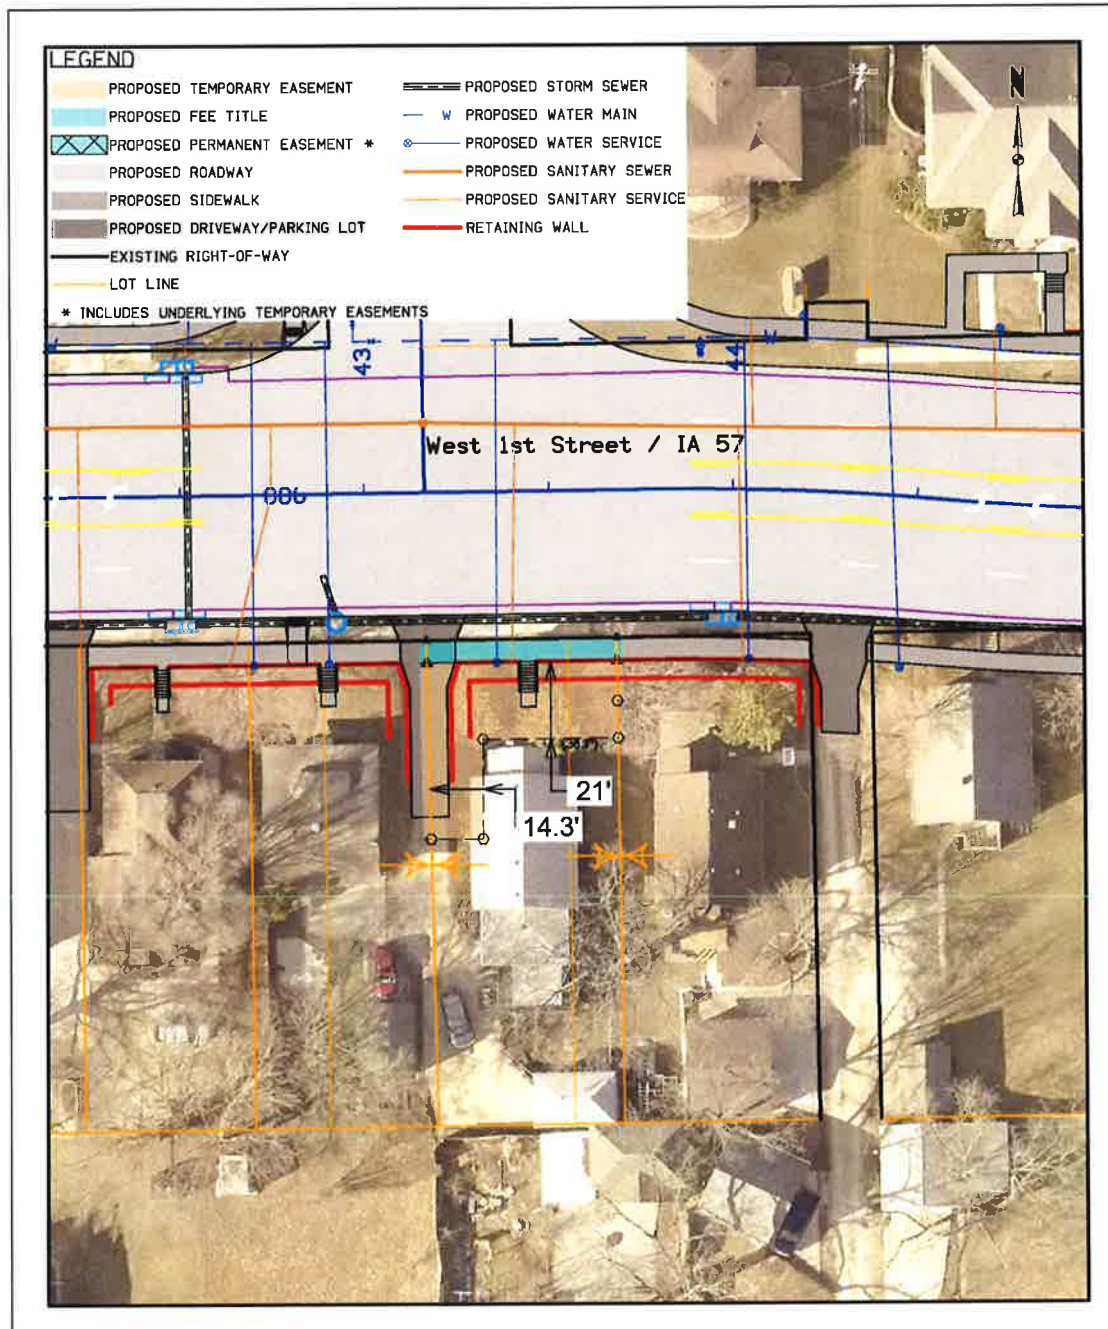 LEGEND
PROPOSED TEMPORARY EASEMENT
PROPOSED FEE TITLE
PROPOSED PERMANENT EASEMENT *
PROPOSED ROADWAY
PROPOSED SIDEWALK
PROPOSED DRIVEWAY/PARKING LOT
EXISTING RIGHT-OF-WAY
LOT LINE
* INCLUDES UNDERLYING TEMPORARY EASEMENTS
PROPOSED STORM SEWER
W PROPOSED WATER MAIN
PROPOSED WATER SERVICE
PROPOSED SANITARY SEWER
PROPOSED SANITARY SERVICE
RETAINING WALL
N
43
44
West 1st Street / IA 57
886
21'
14.3'